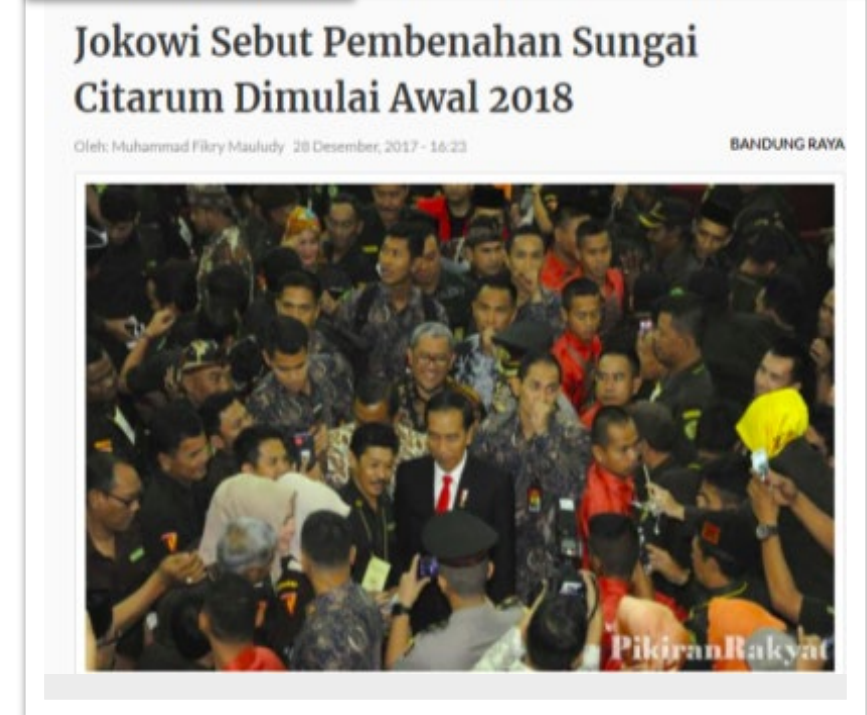 Jokowi Sebut Pembenahan Sungai
Citarum Dimulai Awal 2018
Oleh: Muhammad Fikry Mauludy 28 Desember, 2017 - 16:23
BANDUNG RAYA
PikiranRakyat